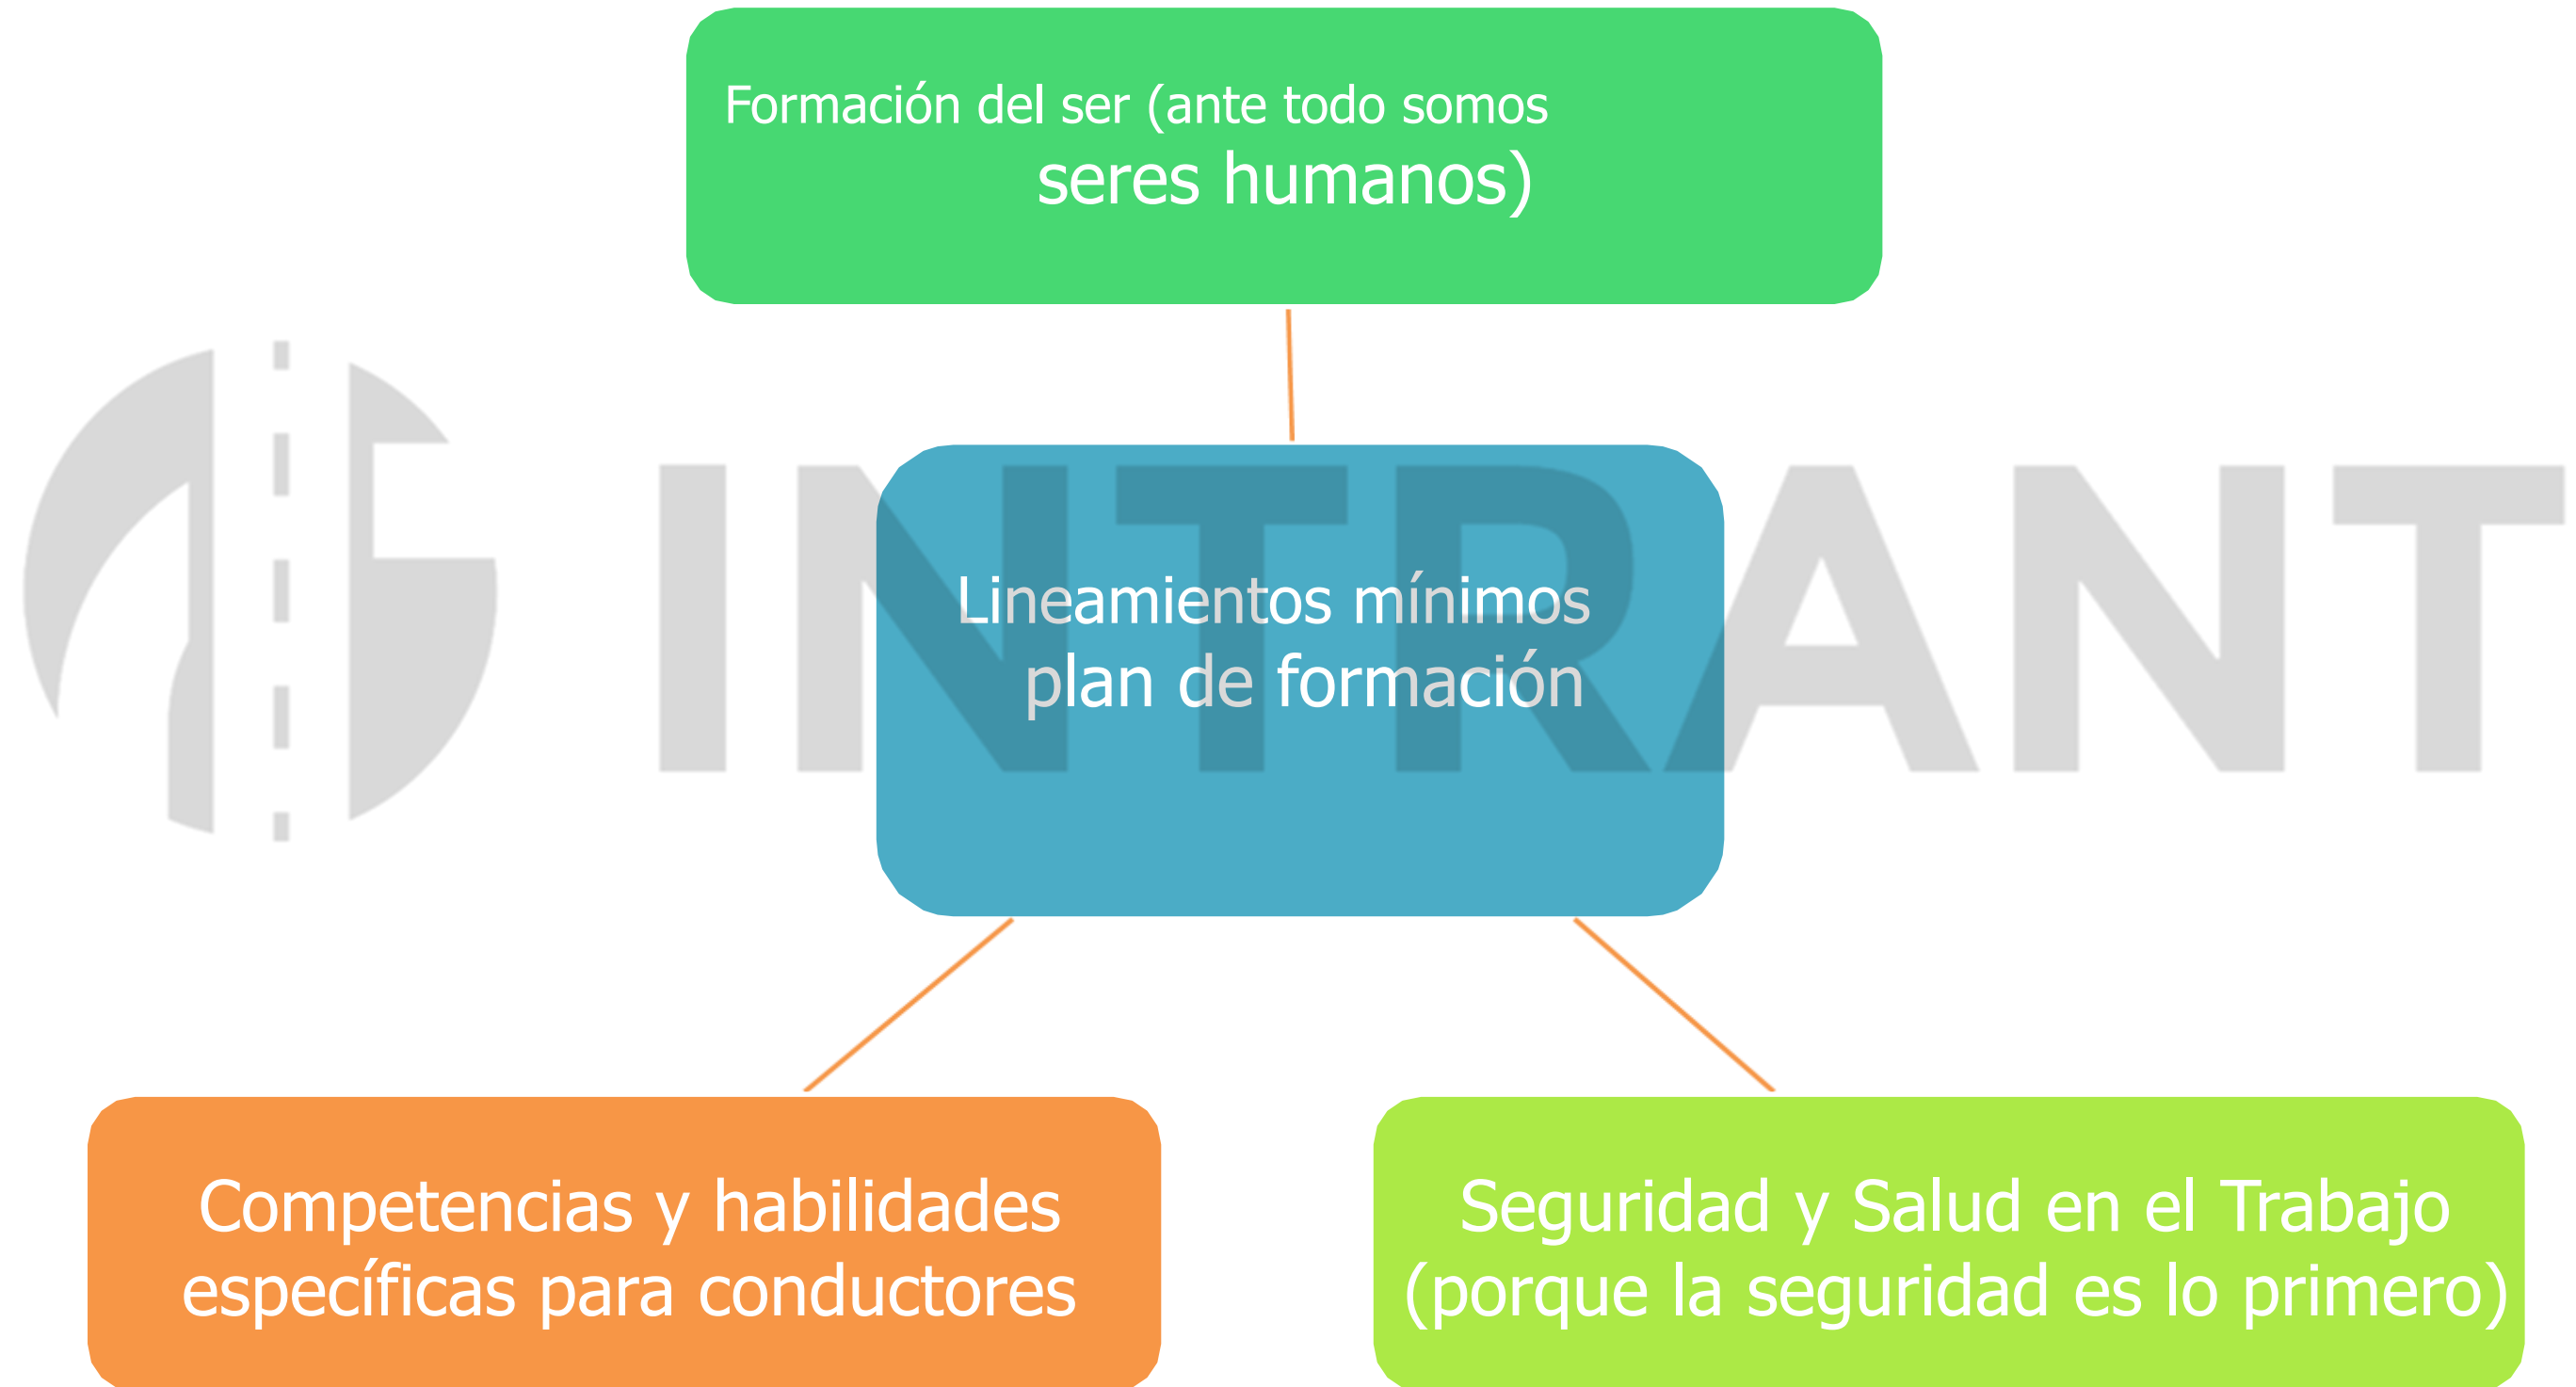 Formación del ser (ante todo somos
seres humanos)
INTRANT
Lineamientos mínimos
plan de formación
Competencias y habilidades
específicas para conductores
Seguridad y Salud en el Trabajo
(porque la seguridad es lo primero)